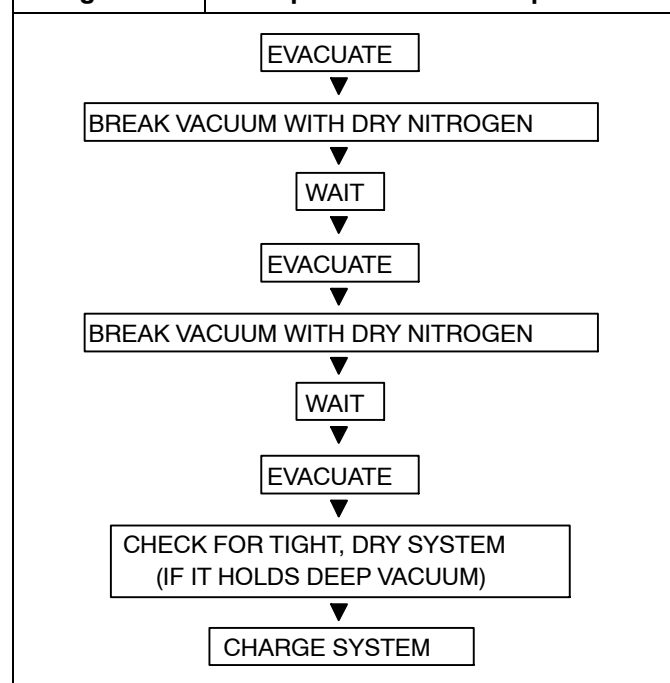 EVACUATE
BREAK VACUUM WITH DRY NITROGEN
WAIT
EVACUATE
BREAK VACUUM WITH DRY NITROGEN
WAIT
EVACUATE
CHECK FOR TIGHT, DRY SYSTEM
(IF IT HOLDS DEEP VACUUM)
CHARGE SYSTEM